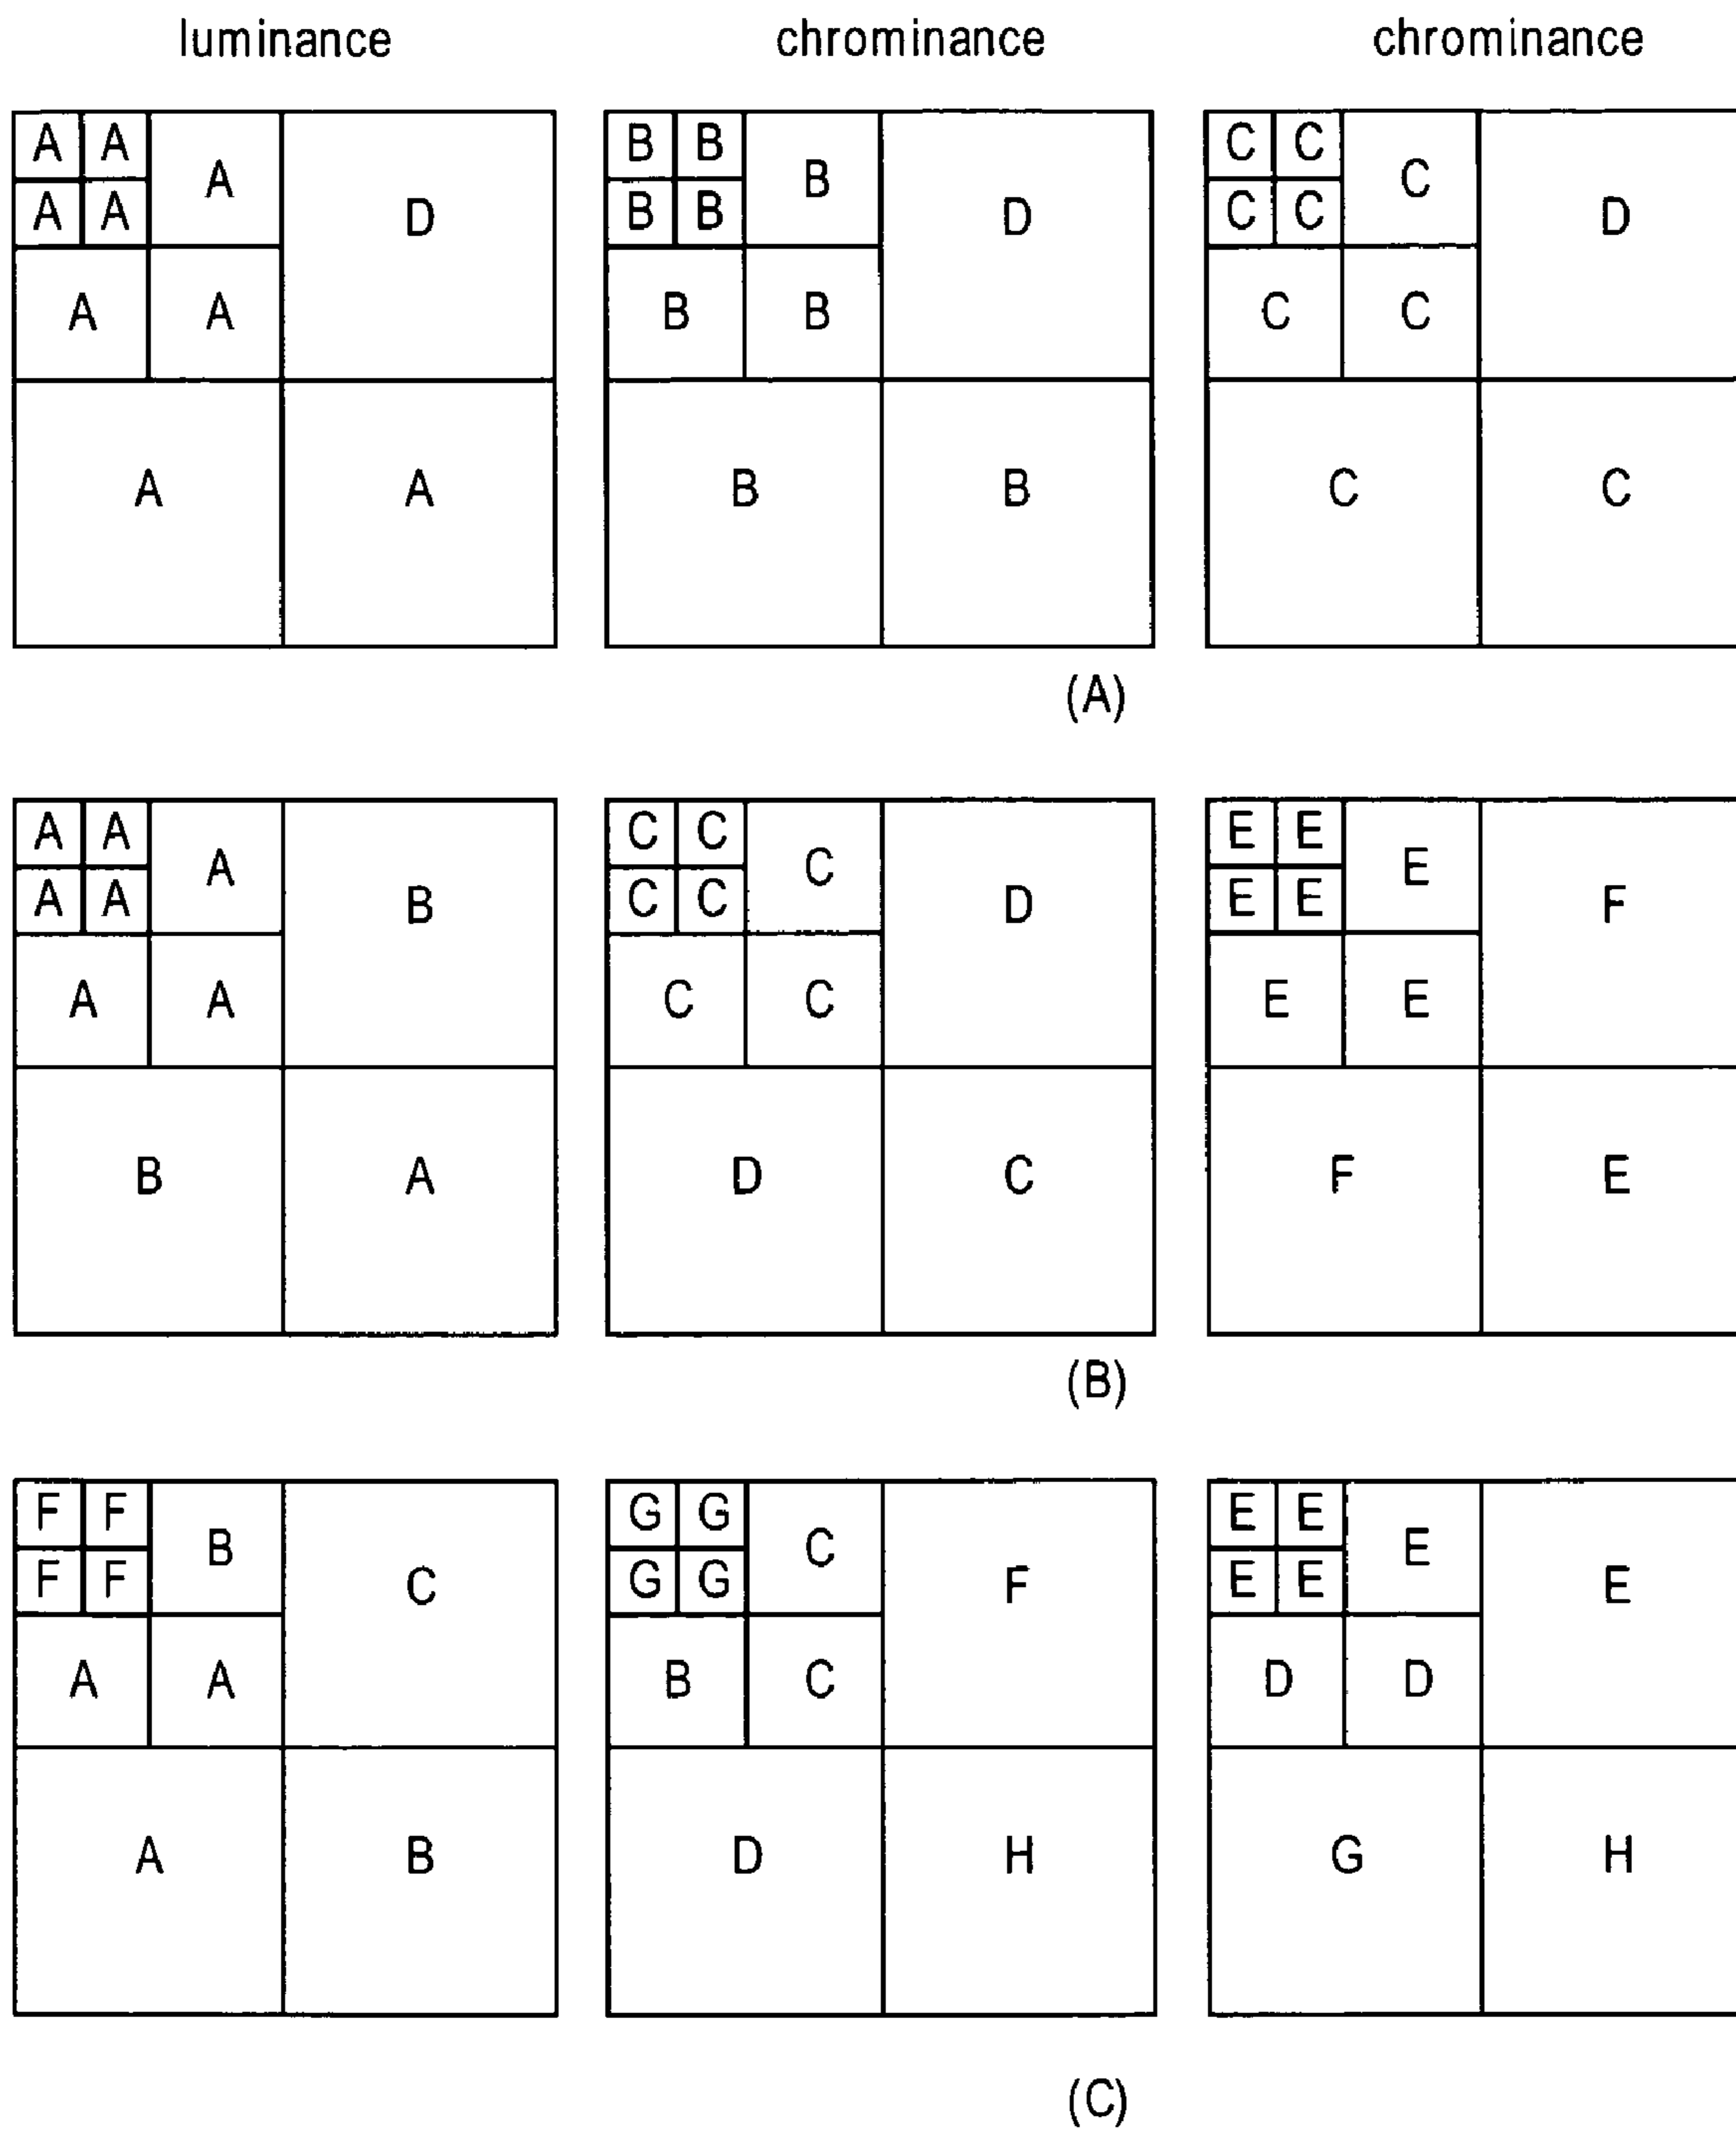 luminance chrominance chrominance
A A A D B B B D C C C D
A A B B C C
A A B B C C
A A B B C C
(A)
A A A B C C C D E E E F
A A C C E E
A A C C E E
B A D C F E
(B)
F F B C G G C F E E E E
F F G G E E
A A B C D D
A B D H G H
(C)